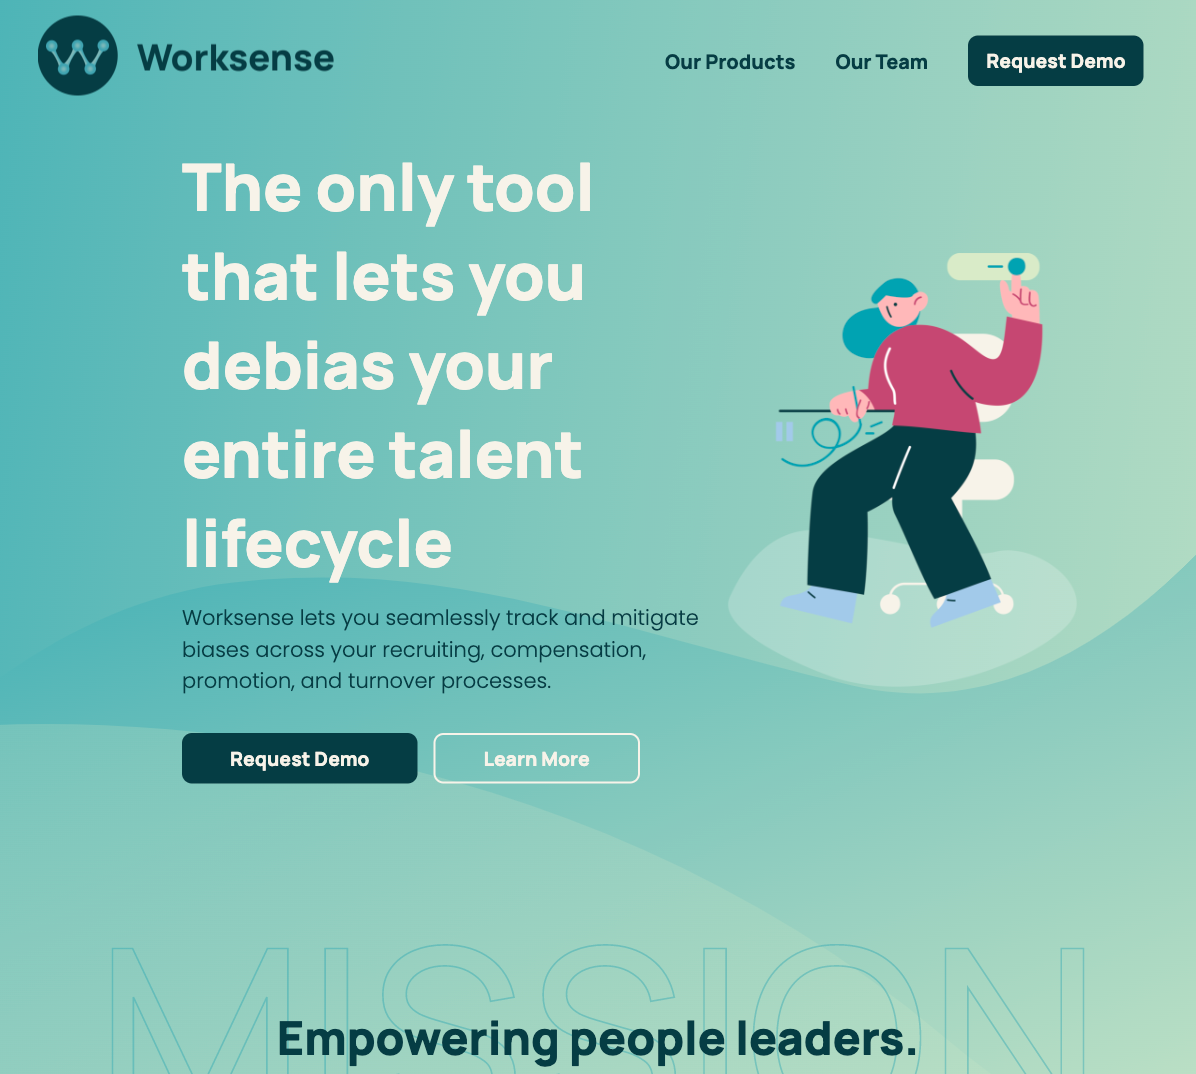 Worksense
Our Products
Our Team
Request Demo
The only tool
that lets you
debias your
entire talent
lifecycle
Worksense lets you seamlessly track and mitigate
biases across your recruiting, compensation,
promotion, and turnover processes.
Request Demo
Learn More
MISSION
Empowering people leaders.